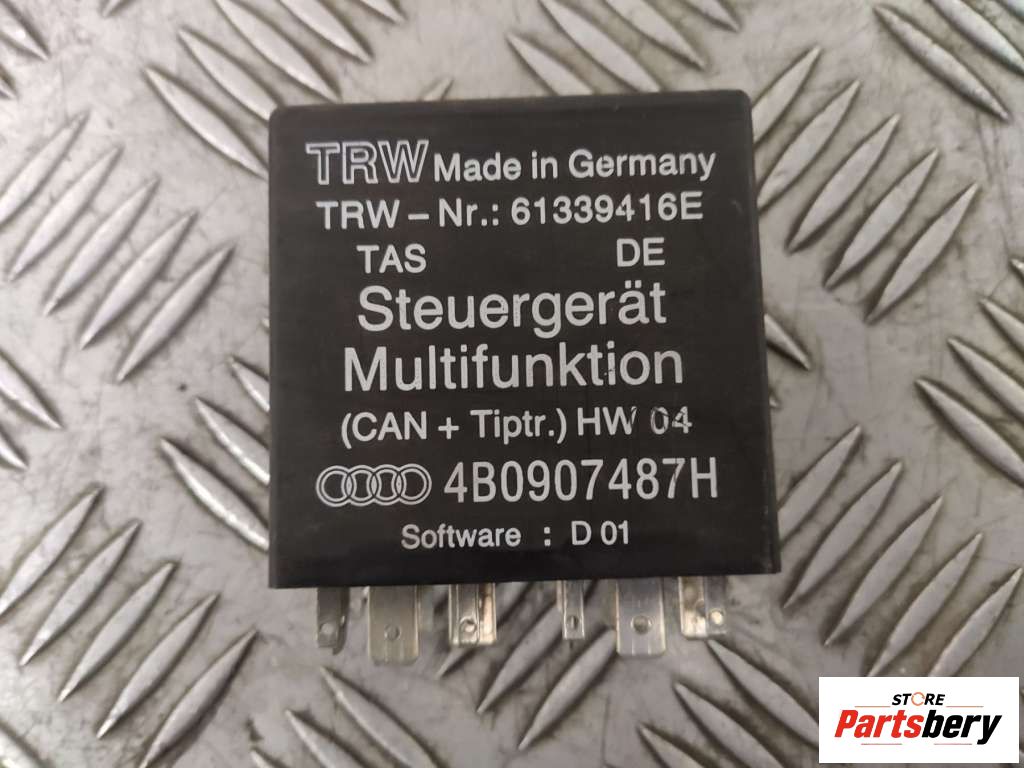 TRW Made in Germany
TRW – Nr.: 61339416E
TAS DE
Steuergerät
Multifunktion
(CAN + Tiptr.) HW 04
4B0907487H
Software : D 01
STORE
Partsbery